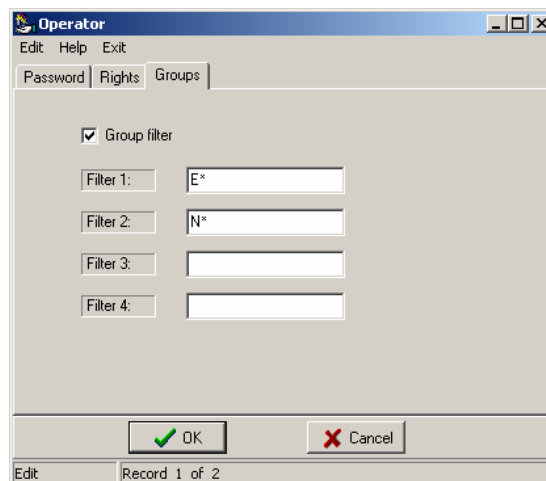 Operator
Edit Help Exit
Password Rights Groups
Group filter
Filter 1: E*
Filter 2: N*
Filter 3:
Filter 4:
OK Cancel
Edit Record 1 of 2